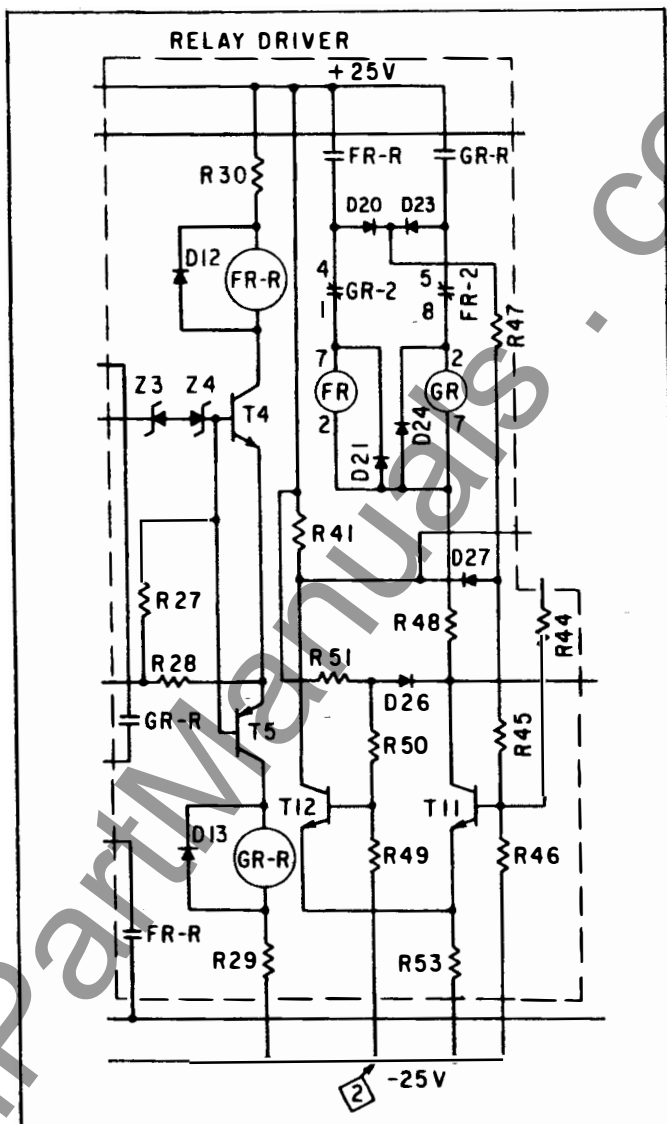 RELAY DRIVER
+25V
FR-R
GR-R
R30
D20 D23
D12
FR-R
4
GR-2
1
5
8
FR-2
R47
Z3 Z4
T4
7
FR
2
2
GR
7
D21
D24
R41
D27
R27
R48
R44
R28
R51
D26
GR-R
T5
R50
R45
T12
T11
D13
GR-R
R49
R46
FR-R
R29
R53
2
-25V
PartManuals.co